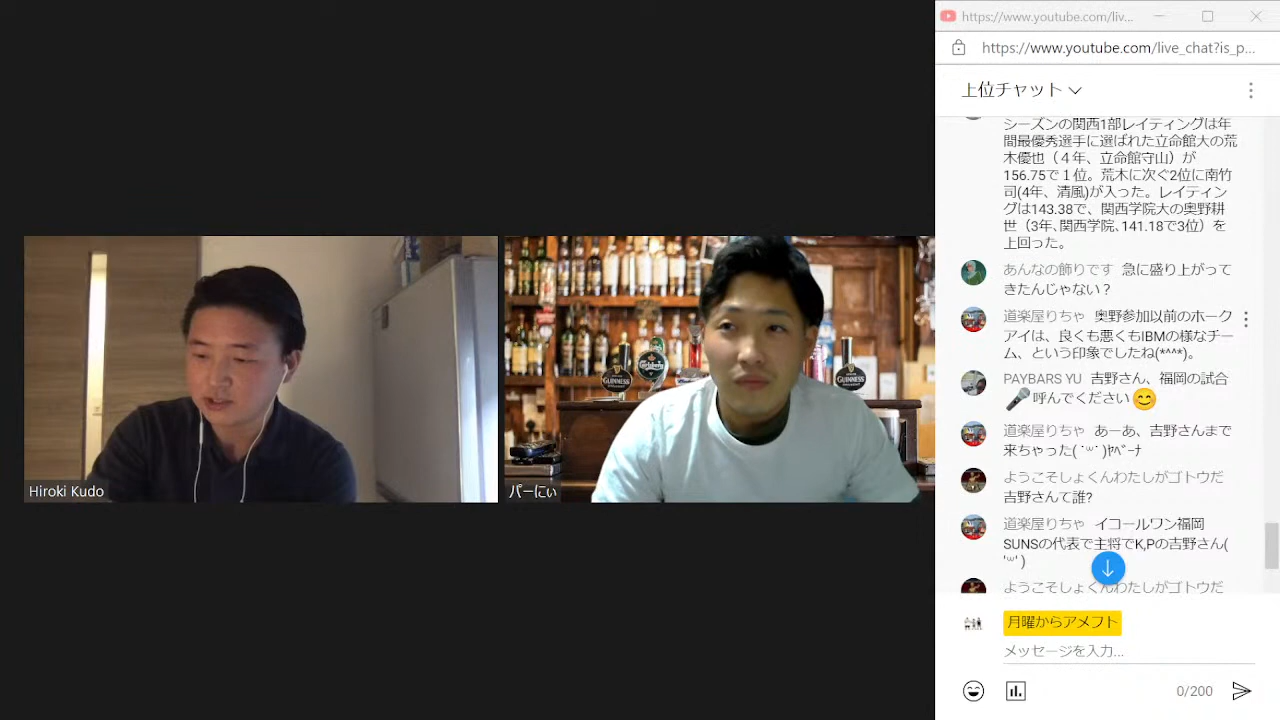 https://www.youtube.com/liv...
https://www.youtube.com/live_chat?is_p...
上位チャット
シーズンの関西1部レイティングは年
間最優秀選手に選ばれた立命館大の荒
木優也（４年、立命館守山）が
156.75で１位。荒木に次ぐ2位に南竹
司(4年、清風)が入った。レイティン
グは143.38で、関西学院大の奥野耕
世（3年､関西学院､141.18で3位）を
上回った。
あんなの飾りです 急に盛り上がって
きたんじゃない？
道楽屋りちゃ 奥野参加以前のホーク
アイは、良くも悪くもIBMの様なチー
ム、という印象でしたね(*^^*)。
PAYBARS YU 吉野さん、福岡の試合
🎤呼んでください😊
道楽屋りちゃ あーあ、吉野さんまで
来ちゃった( ˙꒳˙ )ﾔﾍﾞｰﾅ
ようこそしょくんわたしがゴトウだ
吉野さんて誰?
道楽屋りちゃ イコールワン福岡
SUNSの代表で主将でK,Pの吉野さん(
'꒳' )
ようこそしょくんわたしがゴトウだ
月曜からアメフト
メッセージを入力...
0/200
Hiroki Kudo
パーにぃ
GUINNESS
Carlsberg
GUINNESS